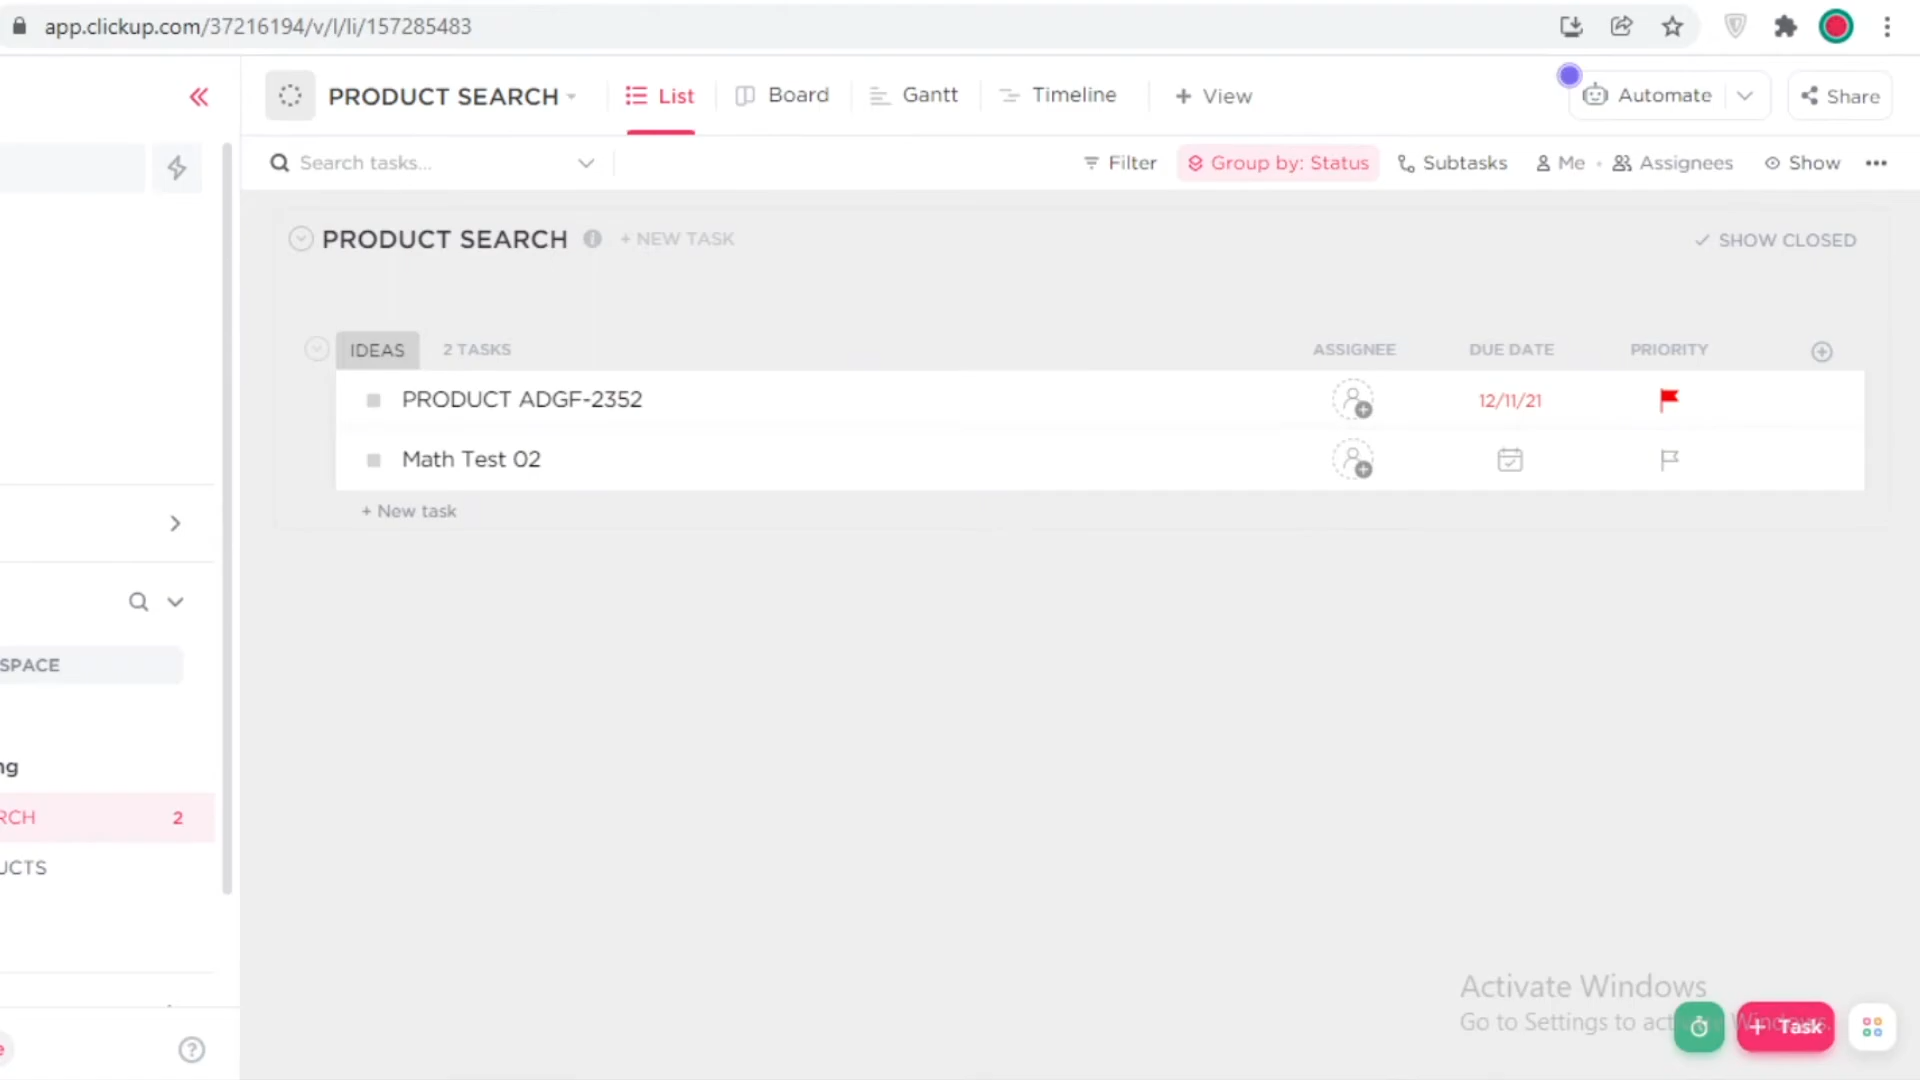 app.clickup.com/37216194/v/l/li/157285483
PRODUCT SEARCH
List
Board
Gantt
Timeline
+ View
Automate
Share
Search tasks...
Filter
Group by: Status
Subtasks
Me
Assignees
Show
PRODUCT SEARCH
+ NEW TASK
SHOW CLOSED
IDEAS
2 TASKS
ASSIGNEE
DUE DATE
PRIORITY
PRODUCT ADGF-2352
12/11/21
Math Test 02
+ New task
SPACE
ng
RCH
2
UCTS
e
Activate Windows
Go to Settings to act Windows.
+ Task